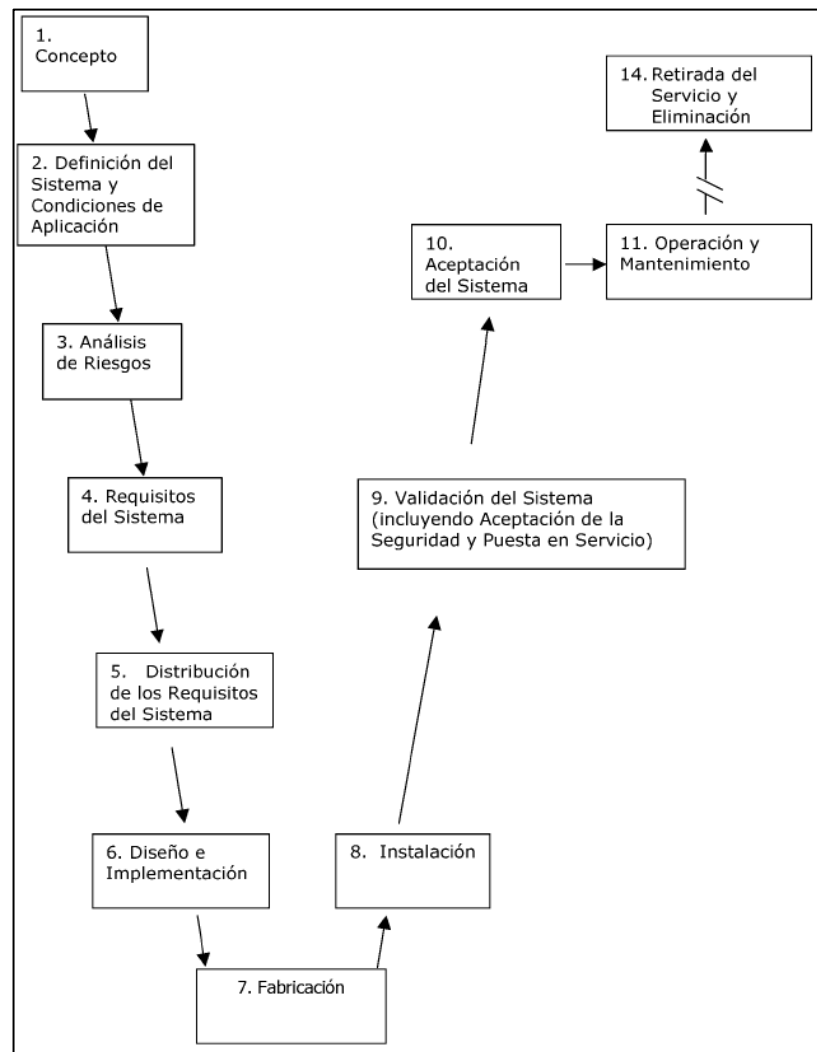 1.
Concepto
2. Definición del
Sistema y
Condiciones de
Aplicación
3. Análisis
de Riesgos
4. Requisitos
del Sistema
5. Distribución
de los Requisitos
del Sistema
6. Diseño e
Implementación
7. Fabricación
8. Instalación
9. Validación del Sistema
(incluyendo Aceptación de la
Seguridad y Puesta en Servicio)
10.
Aceptación
del Sistema
11. Operación y
Mantenimiento
14. Retirada del
Servicio y
Eliminación